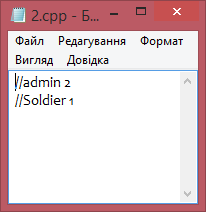 2.cpp - Б...
Файл Редагування Формат
Вигляд Довідка
//admin 2
//Soldier 1